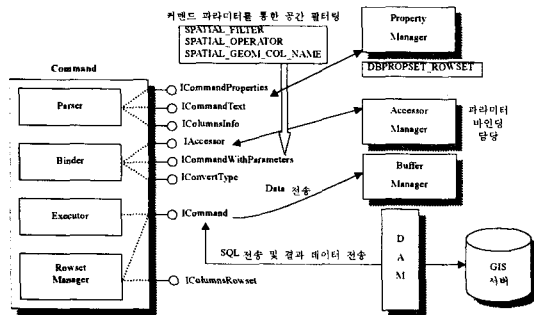 커맨드 파라미터를 통한 공간 필터링
SPATIAL_FILTER
SPATIAL_OPERATOR
SPATIAL_GEOM_COL_NAME
Property
Manager
DBPROPSET_ROWSET
Command
Parser
Binder
Executor
Rowset
Manager
ICommandProperties
ICommandText
IColumnsInfo
IAccessor
ICommandWithParameters
IConvertType
ICommand
IColumnsRowset
Accessor
Manager
파라미터
바인딩
담당
Buffer
Manager
Data 전송
SQL 전송 및 결과 데이터 전송
D
A
M
GIS
서버